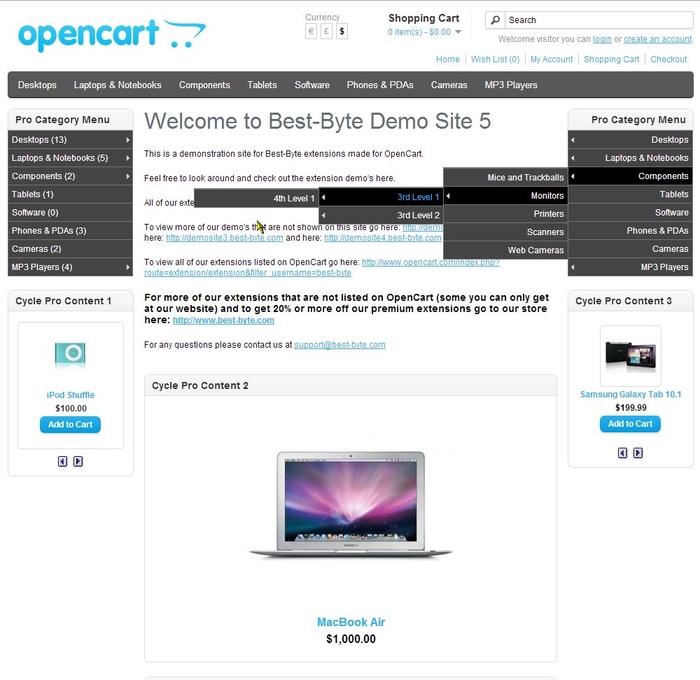 opencart
Currency
€ £ $
Shopping Cart
0 item(s) - $0.00
Search
Welcome visitor you can login or create an account.
Home Wish List (0) My Account Shopping Cart Checkout
Desktops Laptops & Notebooks Components Tablets Software Phones & PDAs Cameras MP3 Players
Pro Category Menu
Desktops (13)
Laptops & Notebooks (5)
Components (2)
Tablets (1)
Software (0)
Phones & PDAs (3)
Cameras (2)
MP3 Players (4)
Cycle Pro Content 1
iPod Shuffle
$100.00
Add to Cart
Welcome to Best-Byte Demo Site 5
This is a demonstration site for Best-Byte extensions made for OpenCart.
Feel free to look around and check out the extension demo's here.
All of our exte
4th Level 1
3rd Level 1
3rd Level 2
Mice and Trackballs
Monitors
Printers
Scanners
Web Cameras
To view more of our demo's that are not shown on this site go here: http://demo
here: http://demosite3.best-byte.com and here: http://demosite4.best-byte.com
To view all of our extensions listed on OpenCart go here: http://www.opencart.com/index.php?
route=extension/extension&filter_username=best-byte
For more of our extensions that are not listed on OpenCart (some you can only get
at our website) and to get 20% or more off our premium extensions go to our store
here: http://www.best-byte.com
For any questions please contact us at support@best-byte.com
Cycle Pro Content 2
MacBook Air
$1,000.00
Pro Category Menu
Desktops
Laptops & Notebooks
Components
Tablets
Software
Phones & PDAs
Cameras
MP3 Players
Cycle Pro Content 3
Samsung Galaxy Tab 10.1
$199.99
Add to Cart